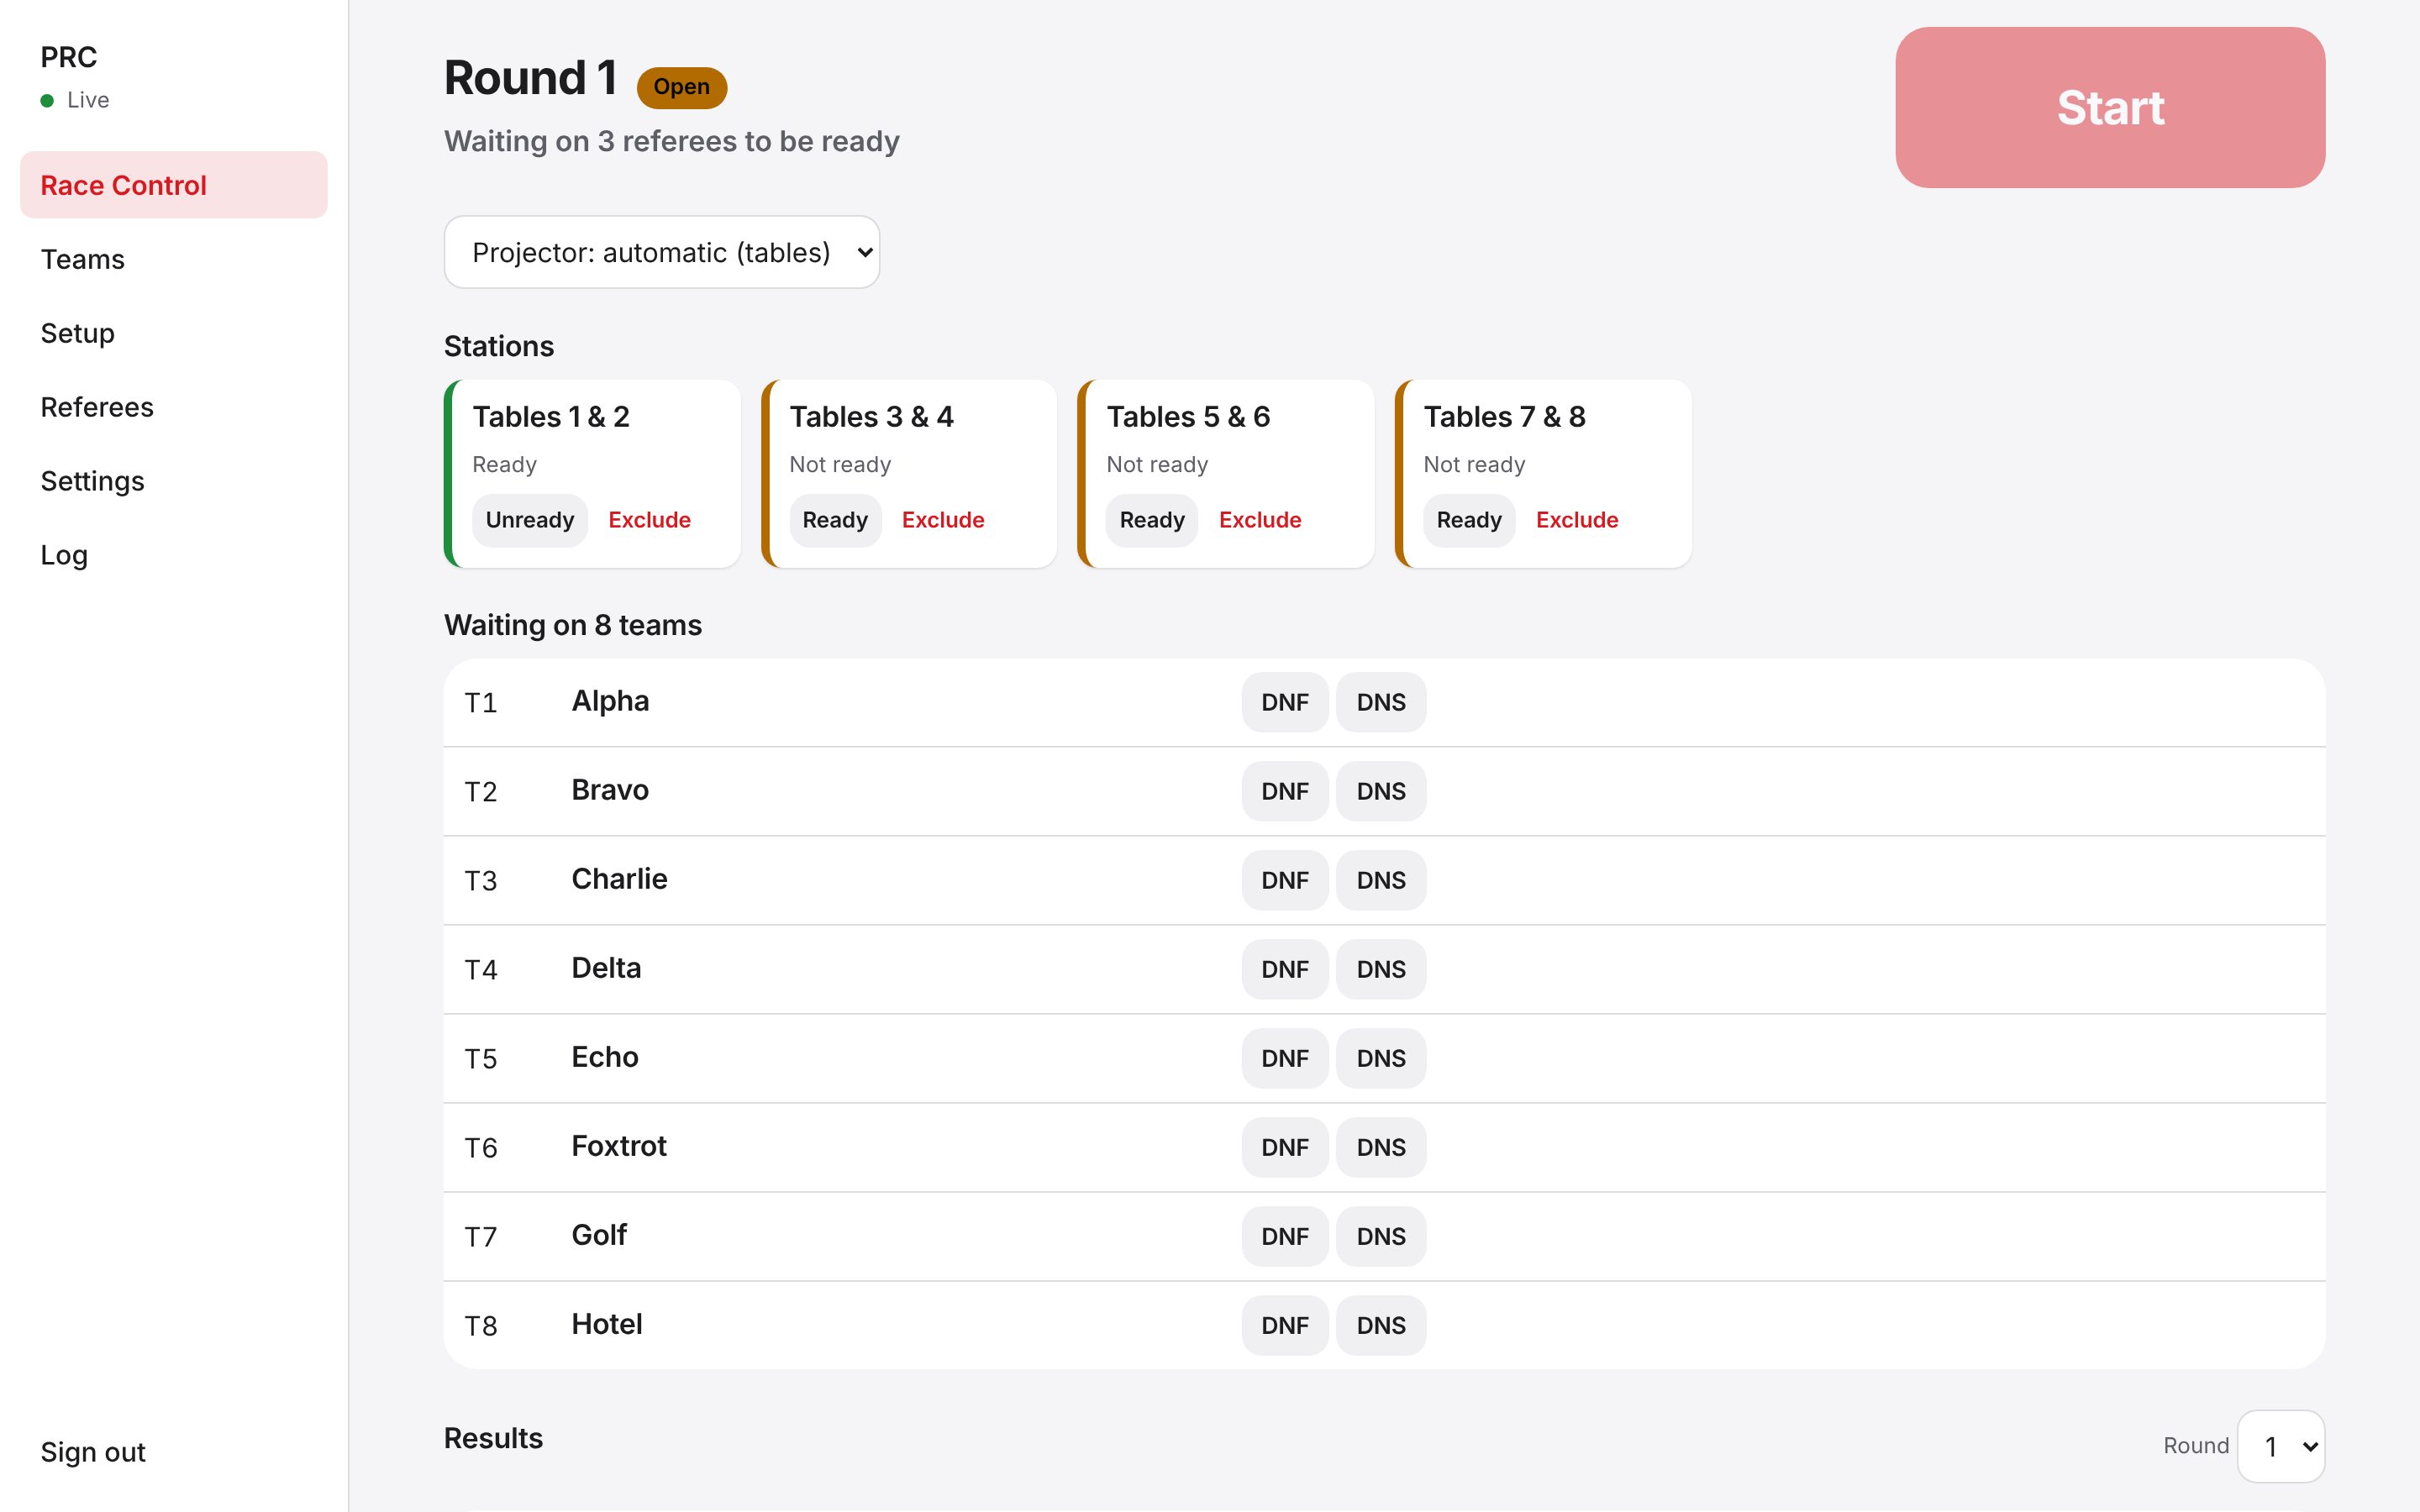 PRC
Live
Race Control
Teams
Setup
Referees
Settings
Log
Sign out
Round 1 Open
Waiting on 3 referees to be ready
Start
Projector: automatic (tables)
Stations
Tables 1 & 2
Ready
Unready Exclude
Tables 3 & 4
Not ready
Ready Exclude
Tables 5 & 6
Not ready
Ready Exclude
Tables 7 & 8
Not ready
Ready Exclude
Waiting on 8 teams
T1 Alpha DNF DNS
T2 Bravo DNF DNS
T3 Charlie DNF DNS
T4 Delta DNF DNS
T5 Echo DNF DNS
T6 Foxtrot DNF DNS
T7 Golf DNF DNS
T8 Hotel DNF DNS
Results
Round 1